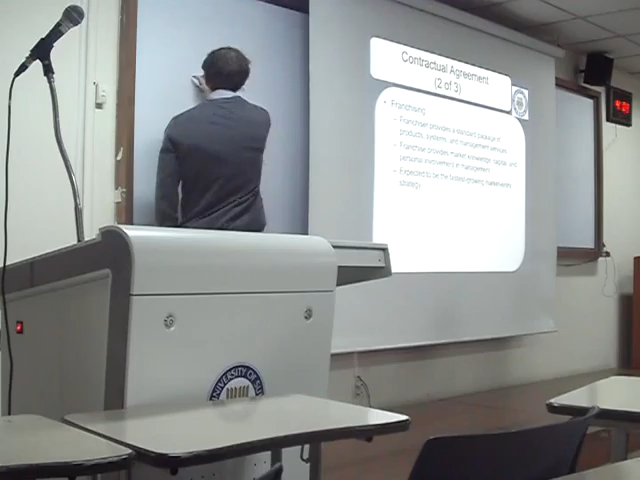 Contractual Agreement
(2 of 3)
• Franchising
– Franchiser provides a standard package of
products, systems, and management services
– Franchise provides market knowledge, capital, and
personal involvement in management
– Expected to be the fastest-growing market-entry
strategy
UNIVERSITY OF